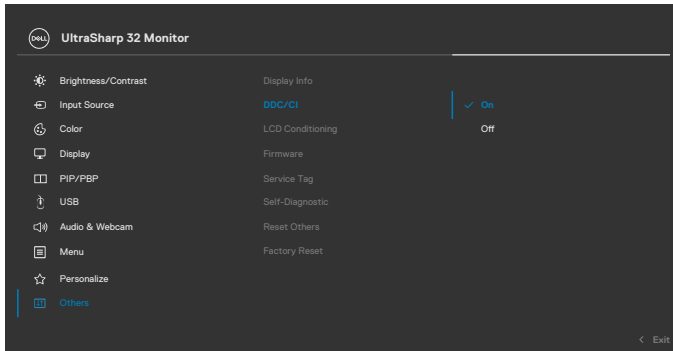 DELL UltraSharp 32 Monitor
Brightness/Contrast Display Info
Input Source DDC/CI ✓ On
Color LCD Conditioning Off
Display Firmware
PIP/PBP Service Tag
USB Self-Diagnostic
Audio & Webcam Reset Others
Menu Factory Reset
Personalize
Others
< Exit